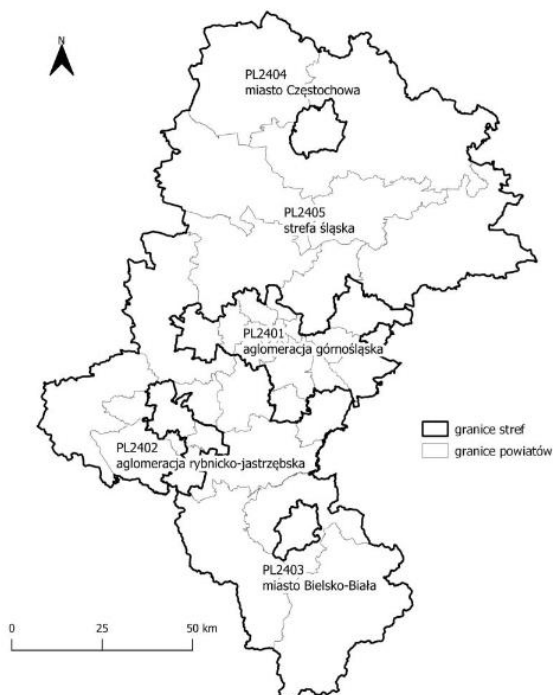 N
PL2404
miasto Częstochowa
PL2405
strefa śląska
PL2401
aglomeracja górnośląska
granice stref
granice powiatów
PL2402
aglomeracja rybnicko-jastrzębska
PL2403
miasto Bielsko-Biała
0 25 50 km